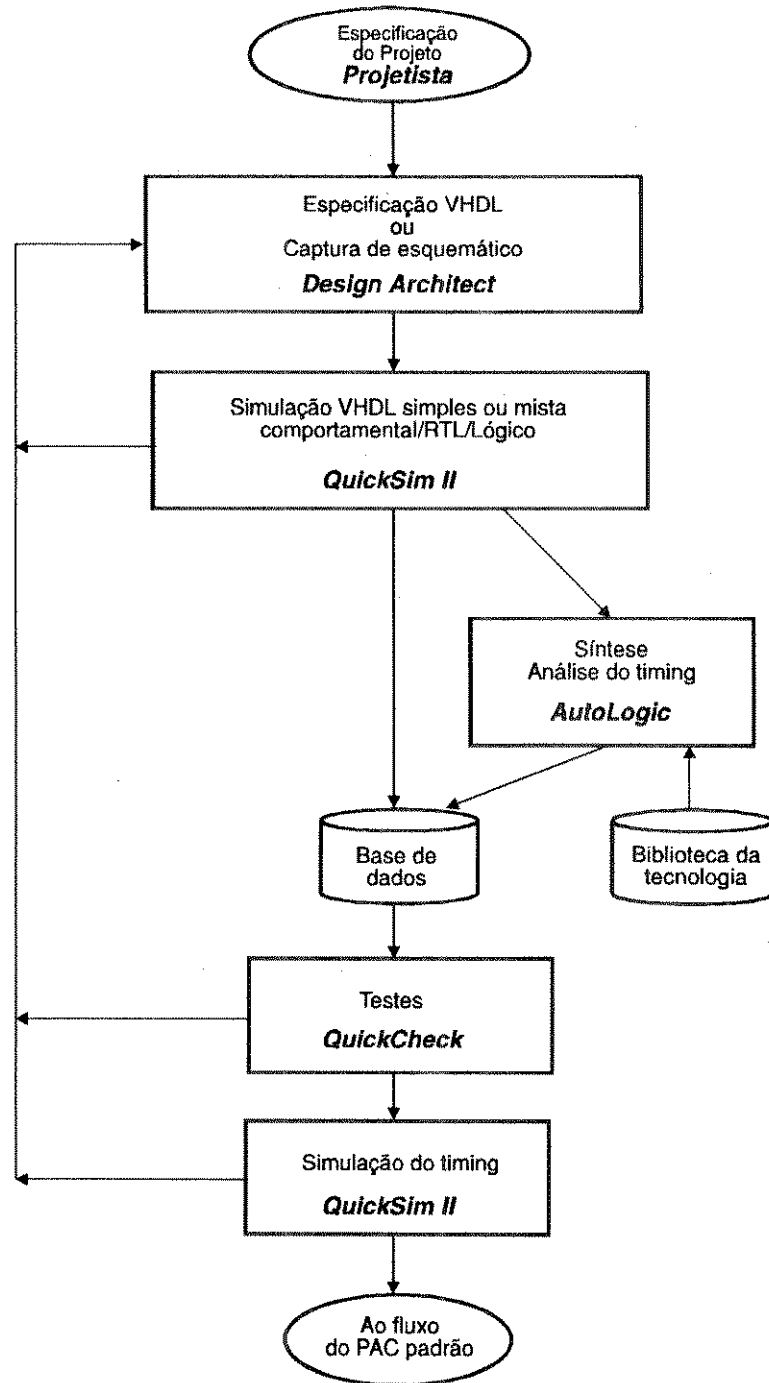 Especificação
do Projeto
Projetista
Especificação VHDL
ou
Captura de esquemático
Design Architect
Simulação VHDL simples ou mista
comportamental/RTL/Lógico
QuickSim II
Síntese
Análise do timing
AutoLogic
Base de
dados
Biblioteca da
tecnologia
Testes
QuickCheck
Simulação do timing
QuickSim II
Ao fluxo
do PAC padrão